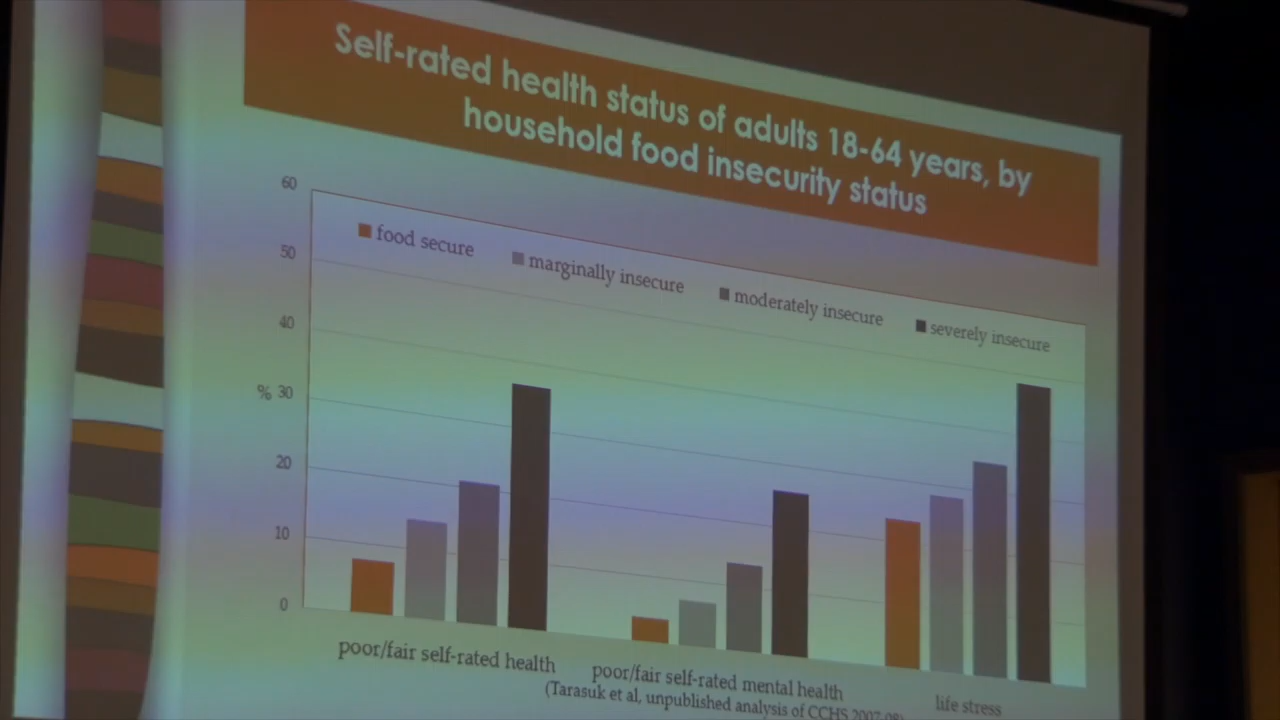 Self-rated health status of adults 18-64 years, by
household food insecurity status
60
50
40
% 30
20
10
0
food secure
marginally insecure
moderately insecure
severely insecure
poor/fair self-rated health
poor/fair self-rated mental health
life stress
(Tarasuk et al, unpublished analysis of CCHS 2007-08)